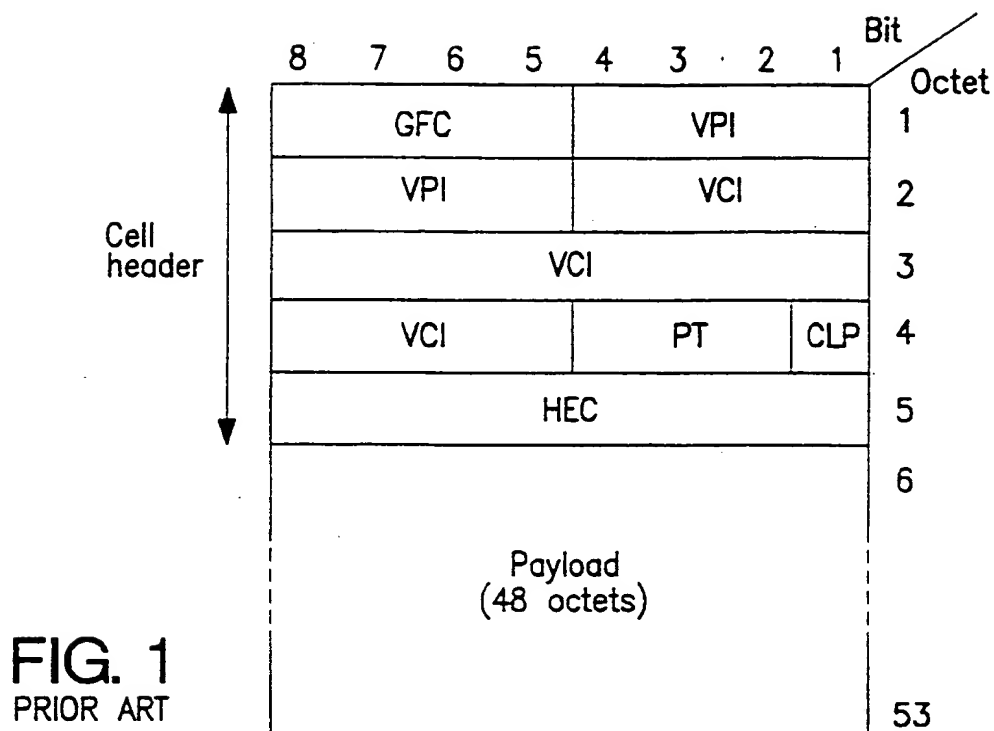 Bit
8 7 6 5 4 3 2 1
Octet
GFC VPI 1
VPI VCI 2
Cell
header
VCI 3
VCI PT CLP 4
HEC 5
6
Payload
(48 octets)
FIG. 1
PRIOR ART
53